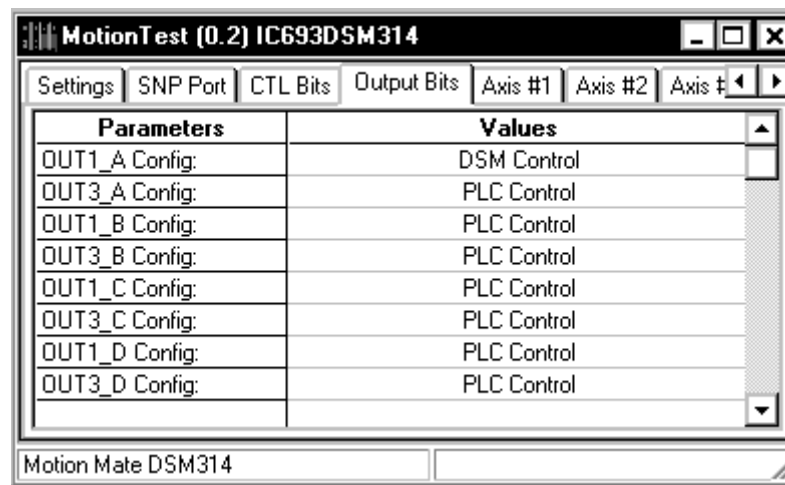 MotionTest (0.2) IC693DSM314
Settings SNP Port CTL Bits Output Bits Axis #1 Axis #2 Axis #
Parameters Values
OUT1_A Config: DSM Control
OUT3_A Config: PLC Control
OUT1_B Config: PLC Control
OUT3_B Config: PLC Control
OUT1_C Config: PLC Control
OUT3_C Config: PLC Control
OUT1_D Config: PLC Control
OUT3_D Config: PLC Control
Motion Mate DSM314